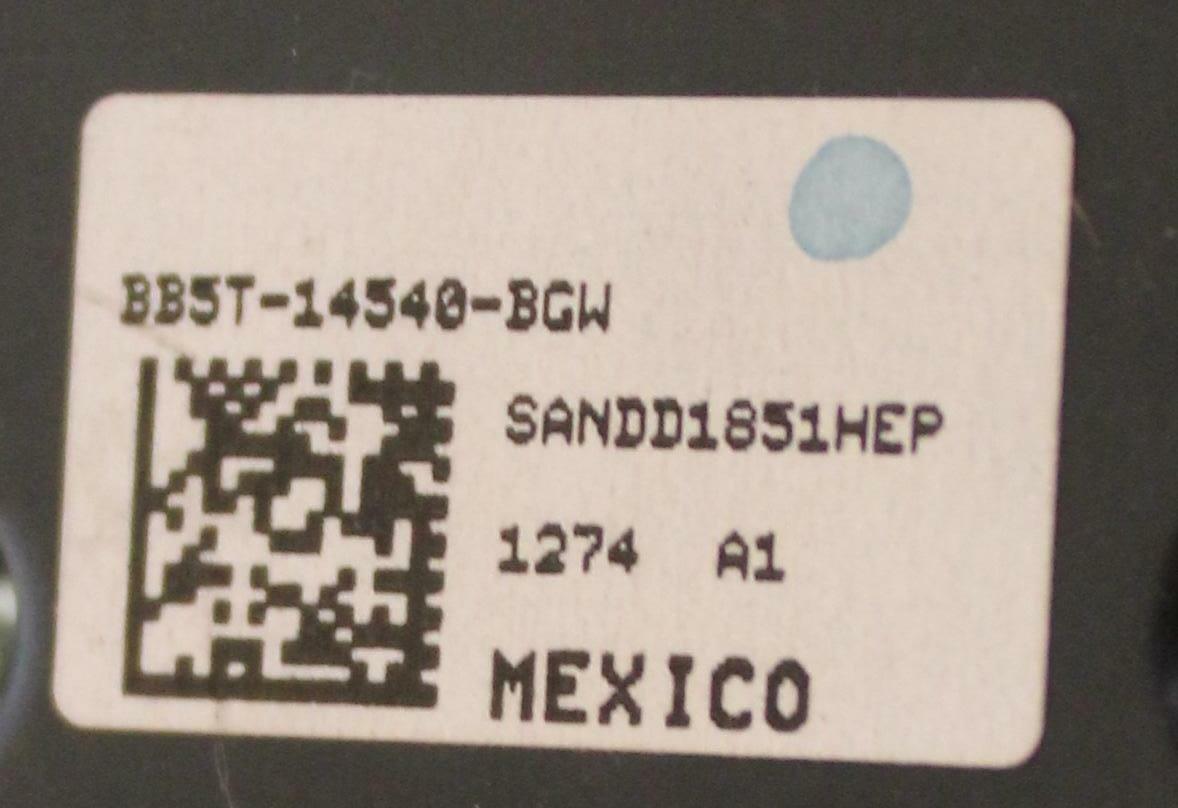 BB5T-14540-BGW
SANDD1851HEP
1274 A1
MEXICO